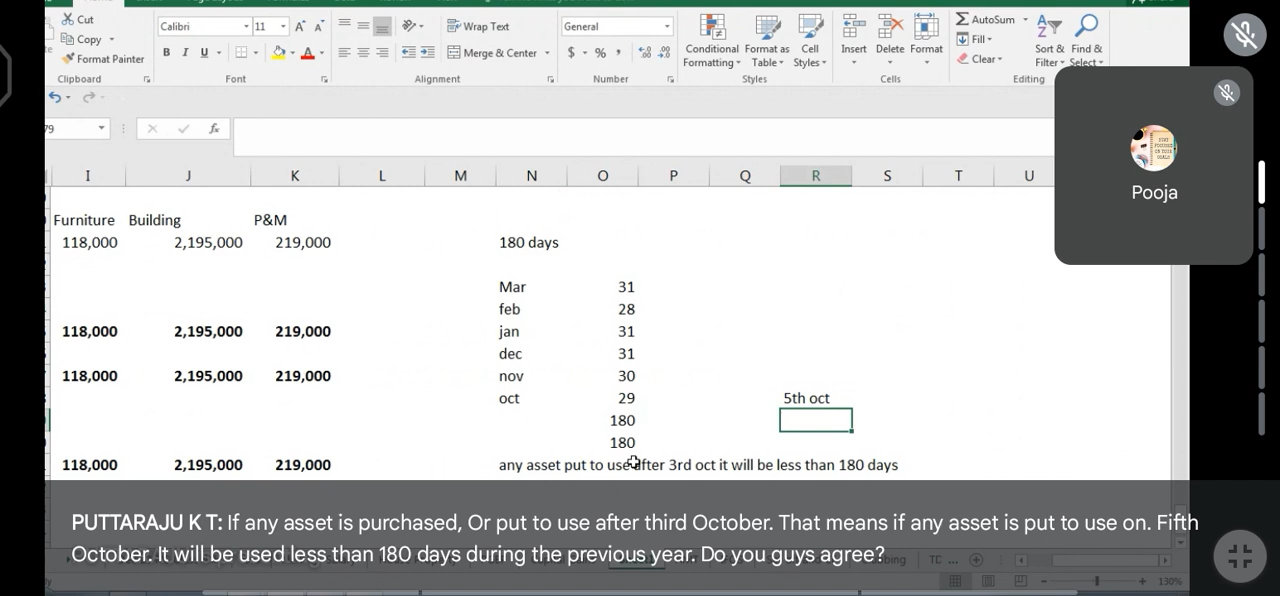 Cut
Copy
Format Painter
Clipboard
Calibri 11 A A
B I U A
Font
Wrap Text
Merge & Center
Alignment
General
$ % ,
Number
Conditional Formatting
Format as Table
Cell Styles
Styles
Insert Delete Format
Cells
AutoSum
Fill
Clear
Sort & Filter
Find & Select
Editing
79
fx
I J K L M N O P Q R S T U
Furniture Building P&M
118,000 2,195,000 219,000 180 days
Mar 31
feb 28
118,000 2,195,000 219,000 jan 31
dec 31
118,000 2,195,000 219,000 nov 30
oct 29 5th oct
180
180
118,000 2,195,000 219,000 any asset put to use after 3rd oct it will be less than 180 days
Pooja
PUTTARAJU K T: If any asset is purchased, Or put to use after third October. That means if any asset is put to use on. Fifth
October. It will be used less than 180 days during the previous year. Do you guys agree?
130%